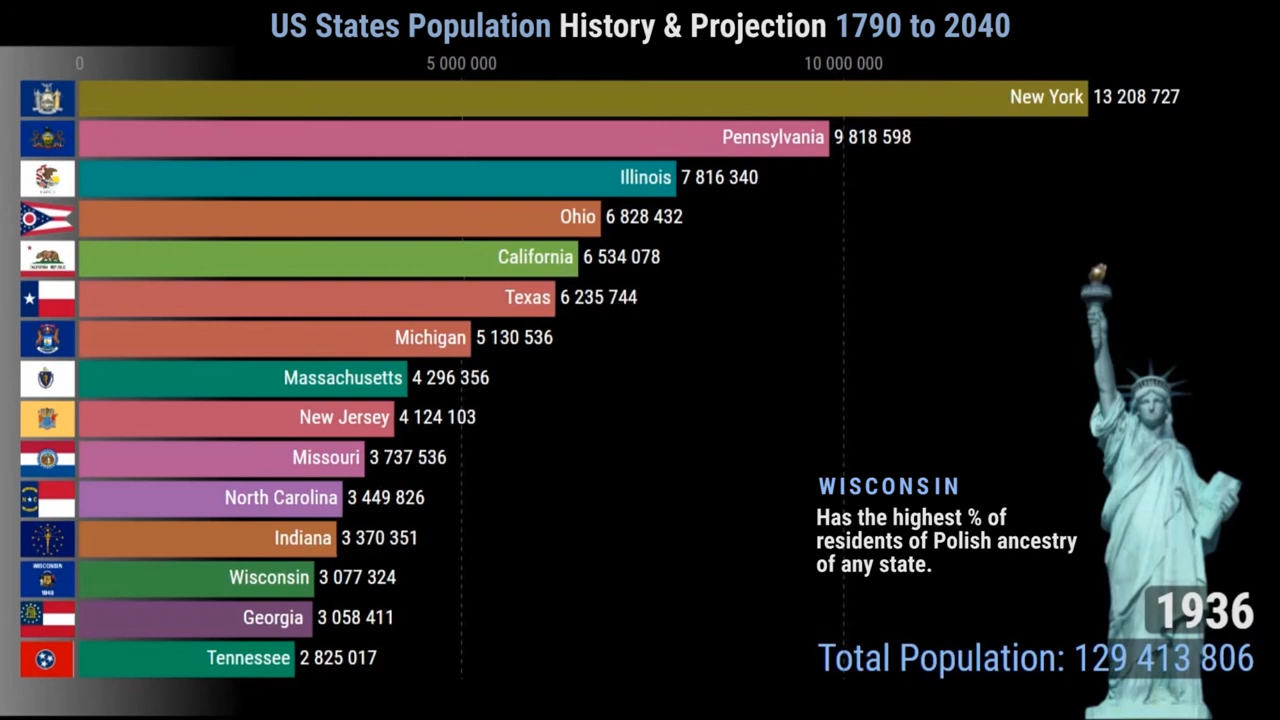 US States Population History & Projection 1790 to 2040
0 5 000 000 10 000 000
New York 13 208 727
Pennsylvania 9 818 598
Illinois 7 816 340
Ohio 6 828 432
California 6 534 078
Texas 6 235 744
Michigan 5 130 536
Massachusetts 4 296 356
New Jersey 4 124 103
Missouri 3 737 536
North Carolina 3 449 826
Indiana 3 370 351
WISCONSIN
1848
Wisconsin 3 077 324
Georgia 3 058 411
Tennessee 2 825 017
WISCONSIN
Has the highest % of
residents of Polish ancestry
of any state.
1936
Total Population: 129 413 806